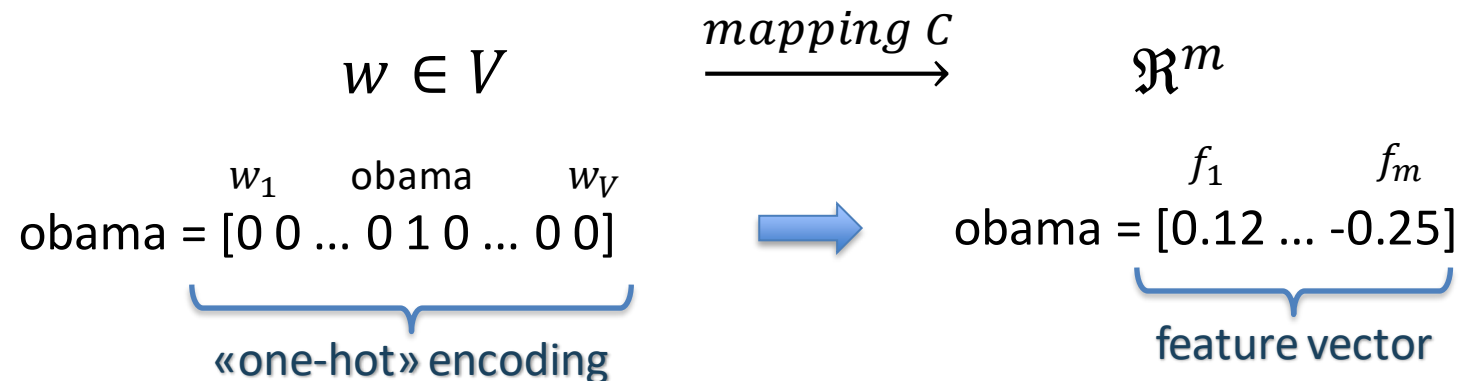 w ∈ V mapping C ℜ^m
w_1 obama w_V f_1 f_m
obama = [0 0 ... 0 1 0 ... 0 0] obama = [0.12 ... -0.25]
«one-hot» encoding feature vector